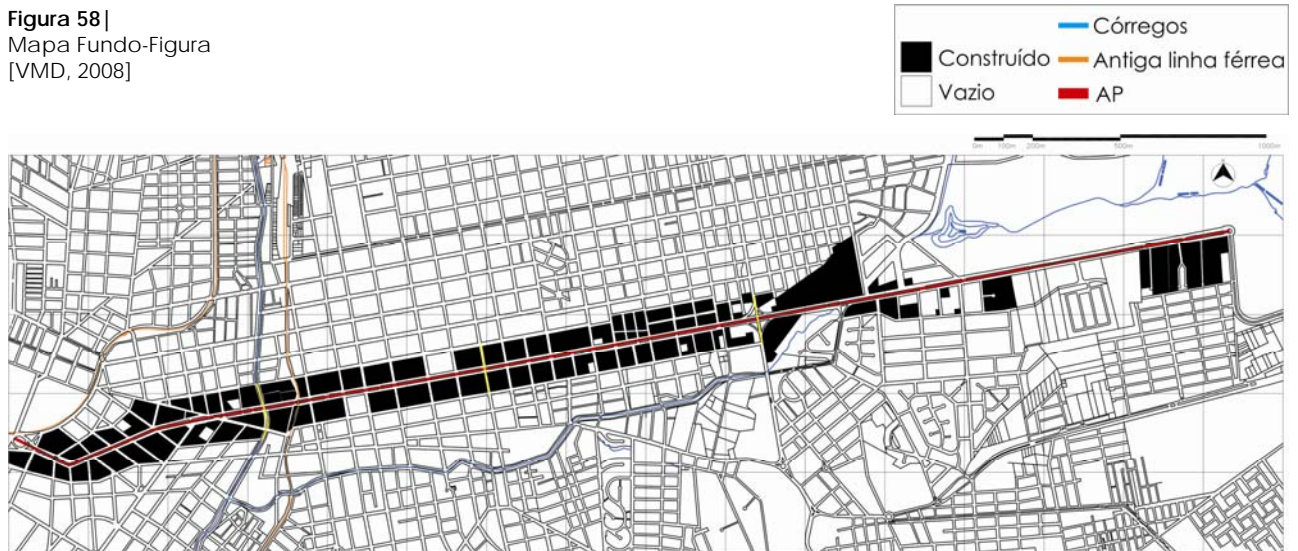 Figura 58|
Mapa Fundo-Figura
[VMD, 2008]
Córregos
Construído
Antiga linha férrea
Vazio
AP
0m 100m 200m 500m 1000m